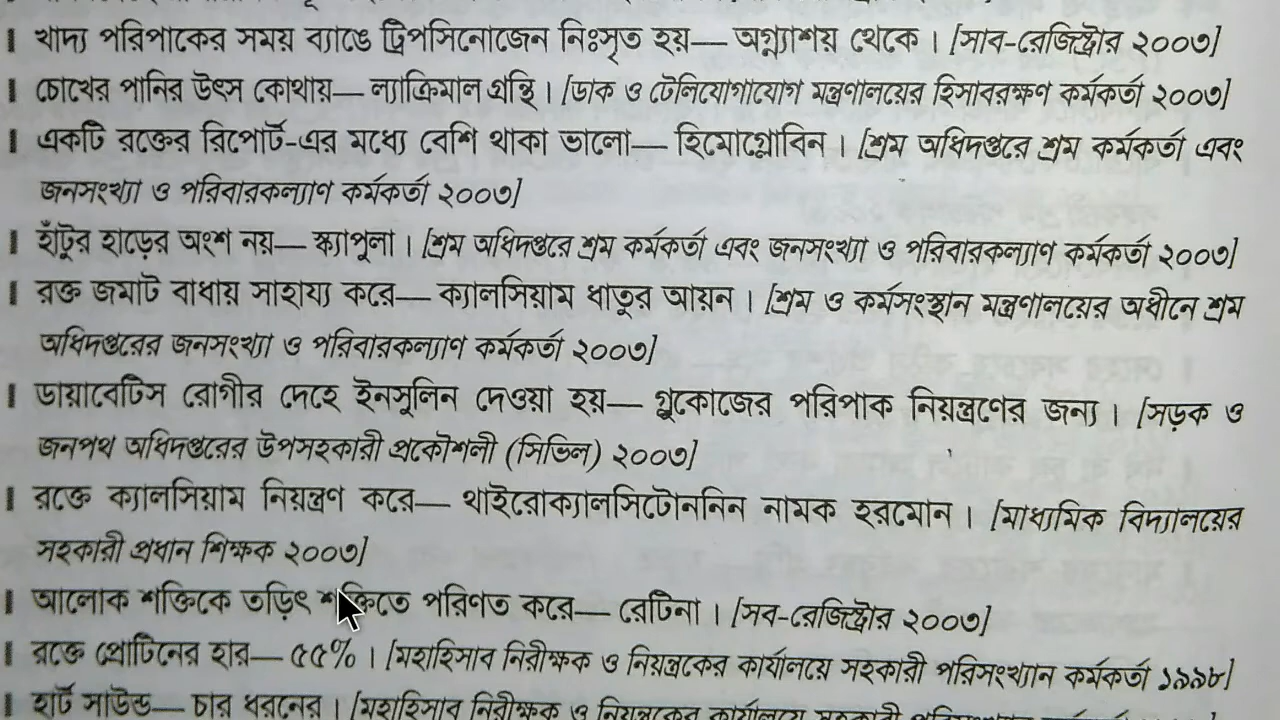 । খাদ্য পরিপাকের সময় ব্যাঙে ট্রিপসিনোজেন নিঃসৃত হয়— অগ্ন্যাশয় থেকে। [সাব-রেজিস্ট্রার ২০০৩]
। চোখের পানির উৎস কোথায়— ল্যাক্রিমাল গ্রন্থি। [ডাক ও টেলিযোগাযোগ মন্ত্রণালয়ের হিসাবরক্ষণ কর্মকর্তা ২০০৩]
। একটি রক্তের রিপোর্ট-এর মধ্যে বেশি থাকা ভালো— হিমোগ্লোবিন। [শ্রম অধিদপ্তরে শ্রম কর্মকর্তা এবং
জনসংখ্যা ও পরিবারকল্যাণ কর্মকর্তা ২০০৩]
। হাঁটুর হাড়ের অংশ নয়— স্ক্যাপুলা। [শ্রম অধিদপ্তরে শ্রম কর্মকর্তা এবং জনসংখ্যা ও পরিবারকল্যাণ কর্মকর্তা ২০০৩]
। রক্ত জমাট বাধায় সাহায্য করে— ক্যালসিয়াম ধাতুর আয়ন। [শ্রম ও কর্মসংস্থান মন্ত্রণালয়ের অধীনে শ্রম
অধিদপ্তরের জনসংখ্যা ও পরিবারকল্যাণ কর্মকর্তা ২০০৩]
। ডায়াবেটিস রোগীর দেহে ইনসুলিন দেওয়া হয়— গ্লুকোজের পরিপাক নিয়ন্ত্রণের জন্য। [সড়ক ও
জনপথ অধিদপ্তরের উপসহকারী প্রকৌশলী (সিভিল) ২০০৩]
। রক্তে ক্যালসিয়াম নিয়ন্ত্রণ করে— থাইরোক্যালসিটোননিন নামক হরমোন। [মাধ্যমিক বিদ্যালয়ের
সহকারী প্রধান শিক্ষক ২০০৩]
। আলোক শক্তিকে তড়িৎ শক্তিতে পরিণত করে— রেটিনা। [সব-রেজিস্ট্রার ২০০৩]
। রক্তে প্রোটিনের হার— ৫৫%। [মহাহিসাব নিরীক্ষক ও নিয়ন্ত্রকের কার্যালয়ে সহকারী পরিসংখ্যান কর্মকর্তা ১৯৯৮]
। হার্ট সাউন্ড— চার ধরনের। [মহাহিসাব নিরীক্ষক ও নিয়ন্ত্রকের কার্যালয়ে সহকারী